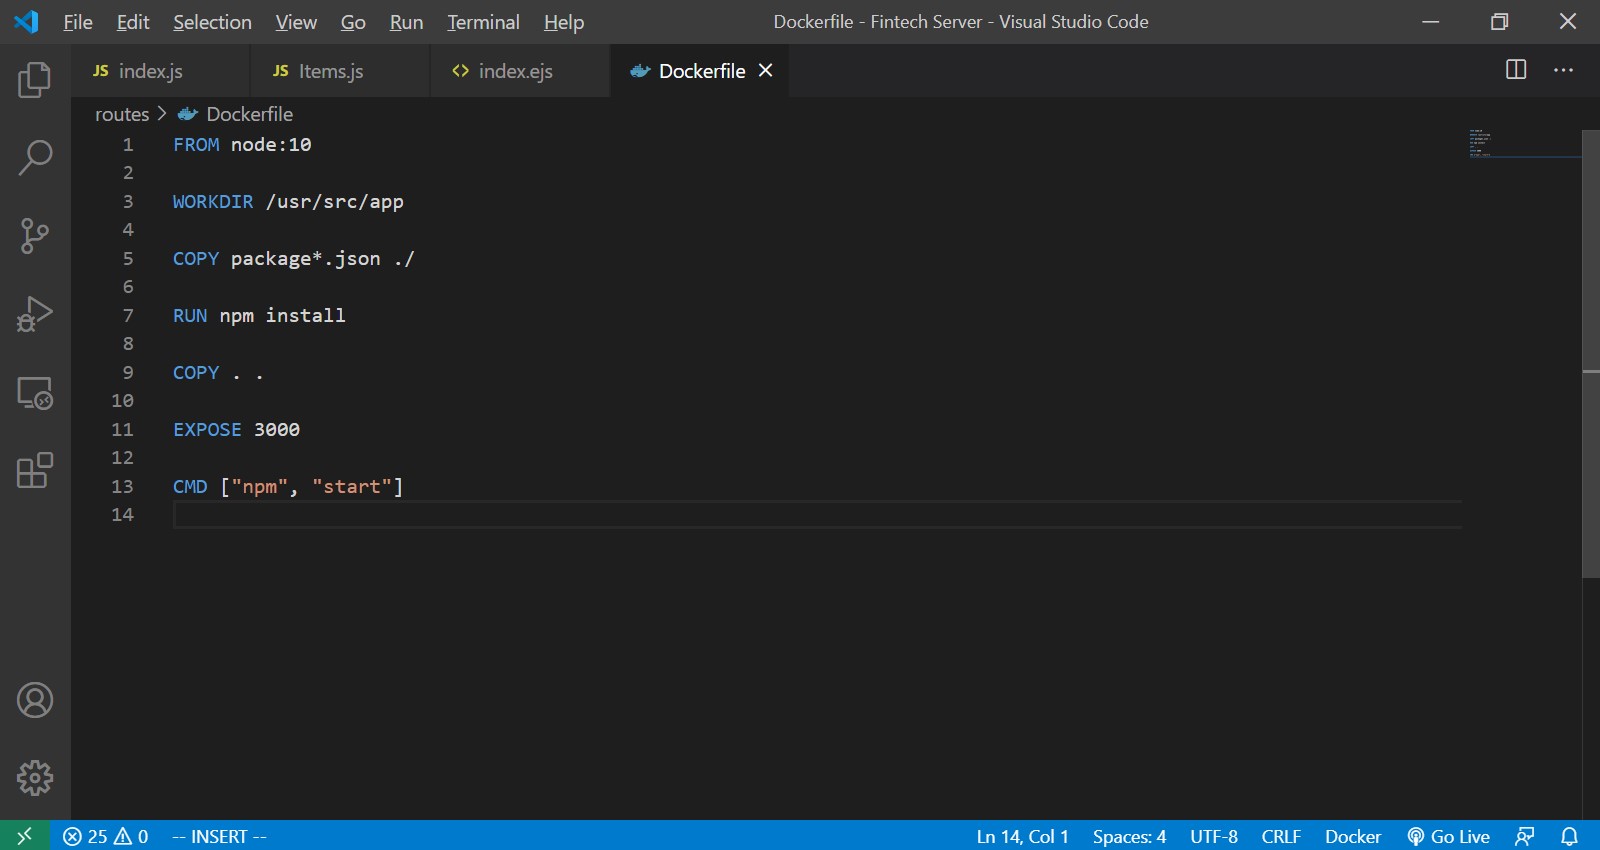 File Edit Selection View Go Run Terminal Help Dockerfile - Fintech Server - Visual Studio Code
JS index.js JS Items.js <> index.ejs Dockerfile
routes > Dockerfile
1 FROM node:10
2
3 WORKDIR /usr/src/app
4
5 COPY package*.json ./
6
7 RUN npm install
8
9 COPY . .
10
11 EXPOSE 3000
12
13 CMD ["npm", "start"]
14
25 0 -- INSERT -- Ln 14, Col 1 Spaces: 4 UTF-8 CRLF Docker Go Live